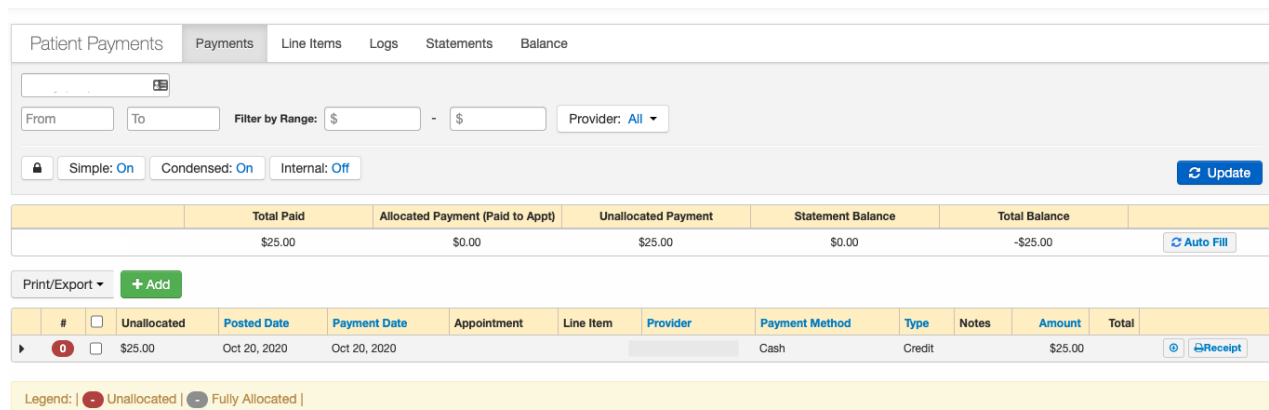 Patient Payments Payments Line Items Logs Statements Balance
From To Filter by Range: $ - $ Provider: All
Simple: On Condensed: On Internal: Off Update
Total Paid Allocated Payment (Paid to Appt) Unallocated Payment Statement Balance Total Balance
$25.00 $0.00 $25.00 $0.00 -$25.00 Auto Fill
Print/Export + Add
# Unallocated Posted Date Payment Date Appointment Line Item Provider Payment Method Type Notes Amount Total
0 $25.00 Oct 20, 2020 Oct 20, 2020 Cash Credit $25.00 Receipt
Legend: | - Unallocated | - Fully Allocated |